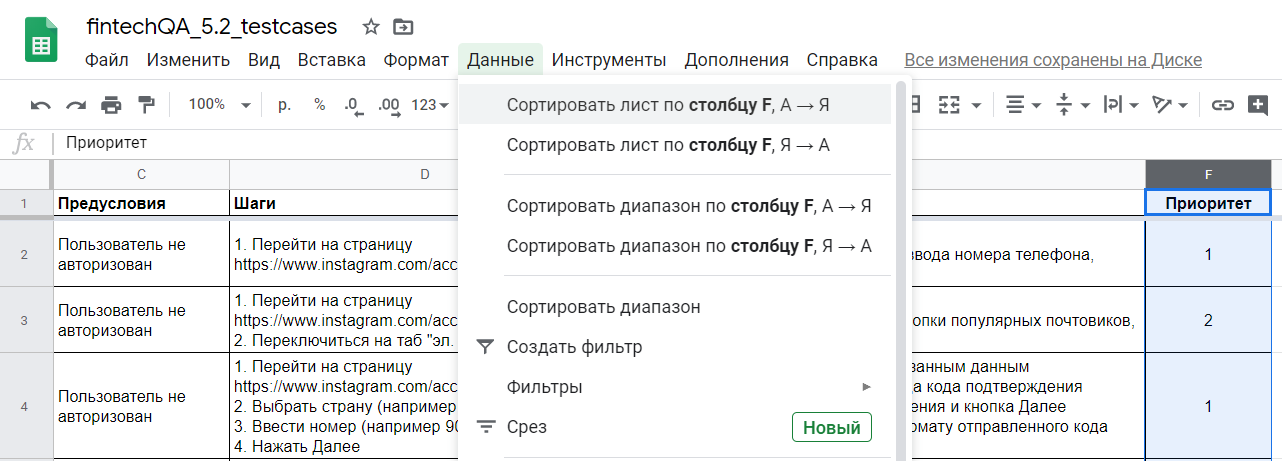 fintechQA_5.2_testcases
Файл Изменить Вид Вставка Формат Данные Инструменты Дополнения Справка Все изменения сохранены на Диске
100% р. % .0 .00 123
Сортировать лист по столбцу F, А → Я
Сортировать лист по столбцу F, Я → А
Сортировать диапазон по столбцу F, А → Я
Сортировать диапазон по столбцу F, Я → А
Сортировать диапазон
Создать фильтр
Фильтры
Срез Новый
fx Приоритет
C D F
1 Предусловия Шаги Приоритет
2 Пользователь не авторизован
1. Перейти на страницу
https://www.instagram.com/acc
ввода номера телефона,
1
3 Пользователь не авторизован
1. Перейти на страницу
https://www.instagram.com/acc
2. Переключиться на таб "эл.
опки популярных почтовиков,
2
4 Пользователь не авторизован
1. Перейти на страницу
https://www.instagram.com/acc
2. Выбрать страну (например
3. Ввести номер (например 90
4. Нажать Далее
ванным данным
а кода подтверждения
ения и кнопка Далее
рмату отправленного кода
1